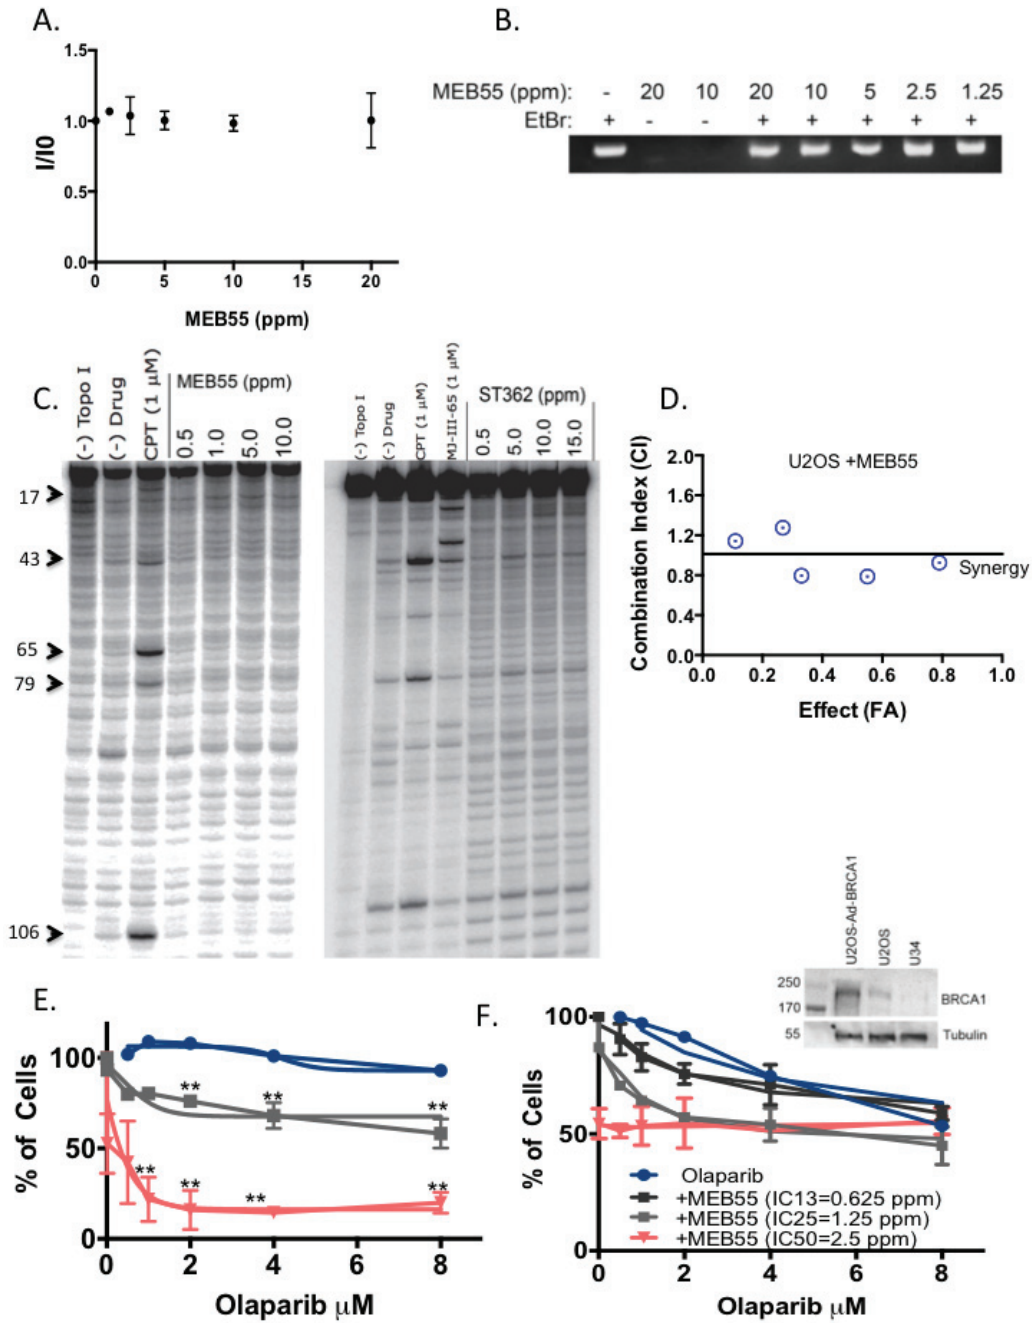 A.
1.5
1.0
0.5
0.0
I/I0
0 5 10 15 20
MEB55 (ppm)
B.
MEB55 (ppm): - 20 10 20 10 5 2.5 1.25
EtBr: + - - + + + + +
C.
(-) Topo I
(-) Drug
CPT (1 μM)
MEB55 (ppm)
0.5
1.0
5.0
10.0
17
43
65
79
106
(-) Topo I
(-) Drug
CPT (1 μM)
MJ-III-65 (1 μM)
ST362 (ppm)
0.5
5.0
10.0
15.0
D.
U2OS +MEB55
Combination Index (CI)
2.0
1.6
1.2
0.8
0.4
0.0
Synergy
0.0 0.2 0.4 0.6 0.8 1.0
Effect (FA)
E.
% of Cells
100
50
0
** ** **
** ** ** **
0 2 4 6 8
Olaparib μM
F.
U2OS-Ad-BRCA1
U2OS
U34
250
170
55
BRCA1
Tubulin
% of Cells
100
50
0
Olaparib
+MEB55 (IC13=0.625 ppm)
+MEB55 (IC25=1.25 ppm)
+MEB55 (IC50=2.5 ppm)
0 2 4 6 8
Olaparib μM